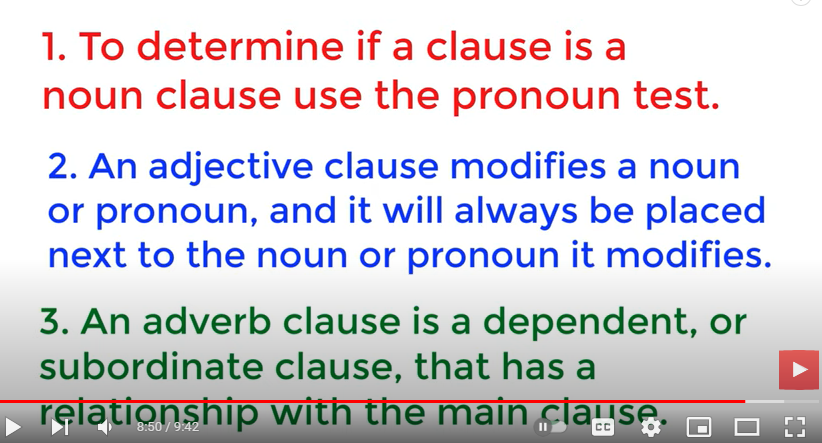 1. To determine if a clause is a
noun clause use the pronoun test.
2. An adjective clause modifies a noun
or pronoun, and it will always be placed
next to the noun or pronoun it modifies.
3. An adverb clause is a dependent, or
subordinate clause, that has a
relationship with the main clause.
8:50 / 9:42
CC